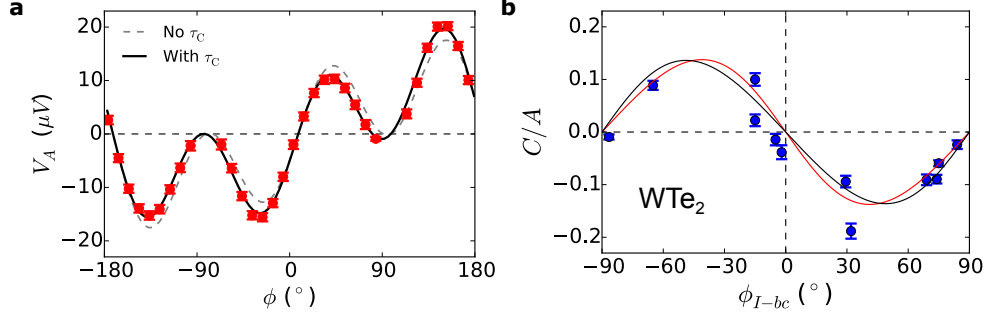 a
No τ_C
With τ_C
V_A (μV)
20
10
0
−10
−20
−180
−90
0
90
180
ϕ (°)
b
C/A
0.2
0.1
0.0
−0.1
−0.2
WTe₂
−90
−60
−30
0
30
60
90
ϕ_{I−bc} (°)